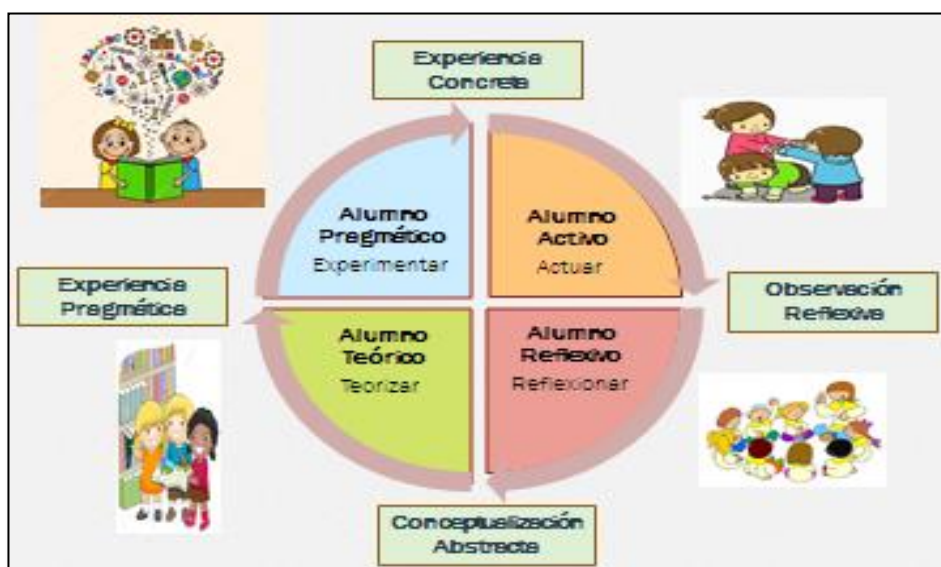 Experiencia
Concreta
Alumno
Pragmático
Experimentar
Alumno
Activo
Actuar
Experiencia
Pragmática
Observación
Reflexiva
Alumno
Teórico
Teorizar
Alumno
Reflexivo
Reflexionar
Conceptualización
Abstracta